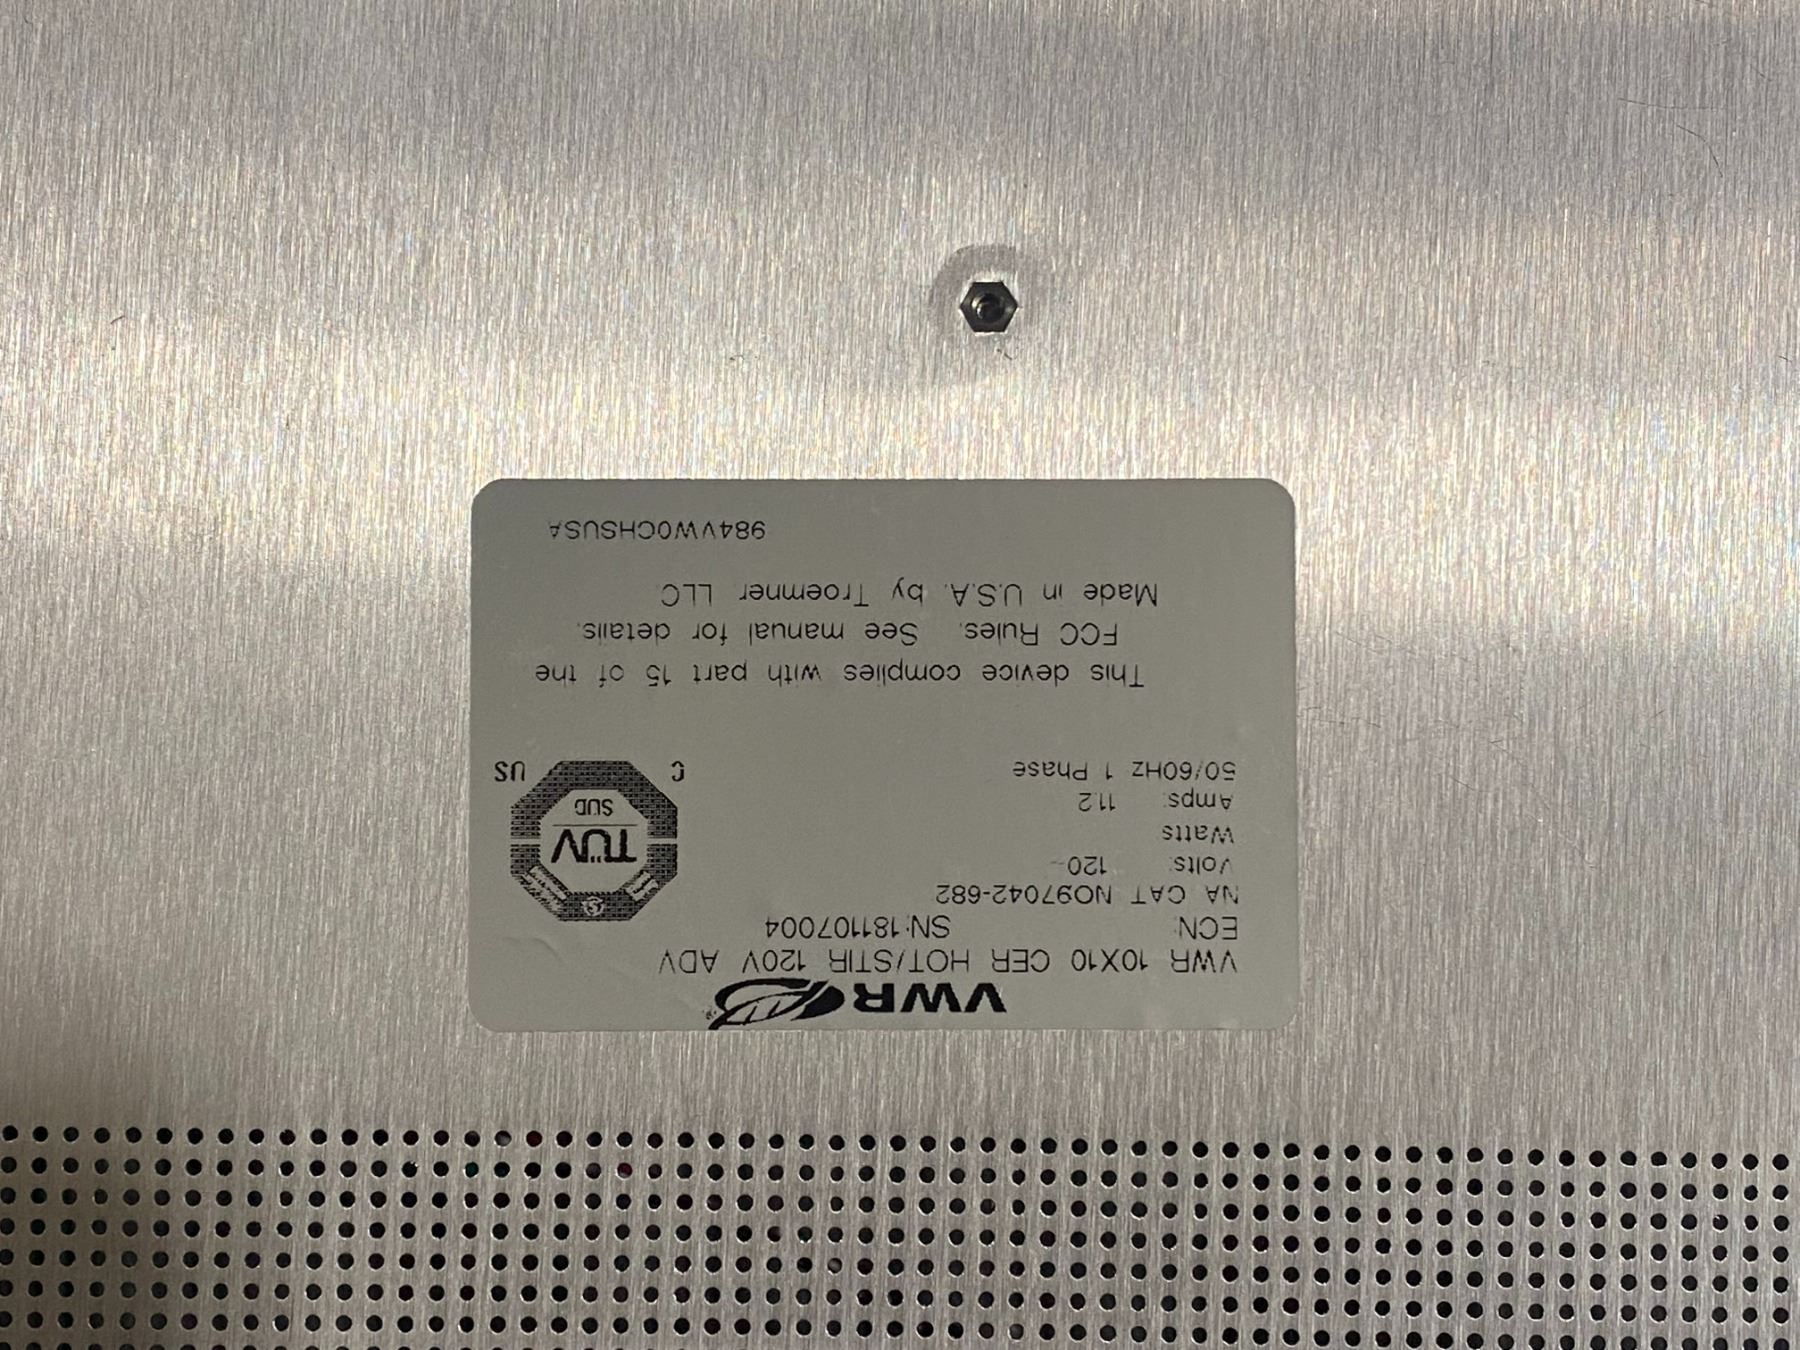 VWR
VWR 10X10 CER HOT/STIR 120V ADV
ECN: SN:181107004
NA CAT NO97042-682
Volts: 120~
Watts
Amps: 11.2
50/60Hz 1 Phase
TÜV
SUD
C US
This device complies with part 15 of the
FCC Rules. See manual for details.
Made in U.S.A. by Troemner, LLC
984VW0CHSUSA